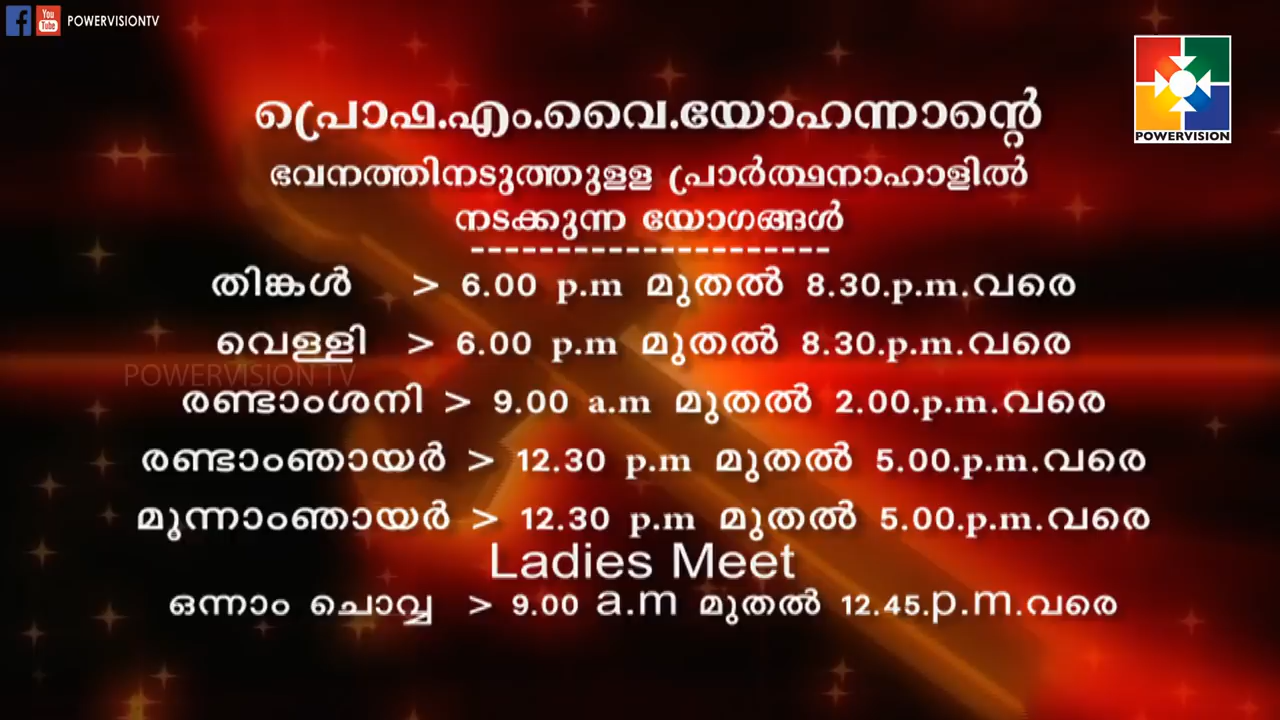 You Tube POWERVISIONTV
POWERVISION
പ്രൊഫ.എം.വൈ.യോഹന്നാന്റെ
ഭവനത്തിനടുത്തുളള പ്രാർത്ഥനാഹാളിൽ
നടക്കുന്ന യോഗങ്ങൾ
---------------------
തിങ്കൾ > 6.00 p.m മുതൽ 8.30.p.m.വരെ
വെള്ളി > 6.00 p.m മുതൽ 8.30.p.m.വരെ
POWERVISION TV
രണ്ടാംശനി > 9.00 a.m മുതൽ 2.00.p.m.വരെ
രണ്ടാംഞായർ > 12.30 p.m മുതൽ 5.00.p.m.വരെ
മൂന്നാംഞായർ > 12.30 p.m മുതൽ 5.00.p.m.വരെ
Ladies Meet
ഒന്നാം ചൊവ്വ > 9.00 a.m മുതൽ 12.45.p.m.വരെ